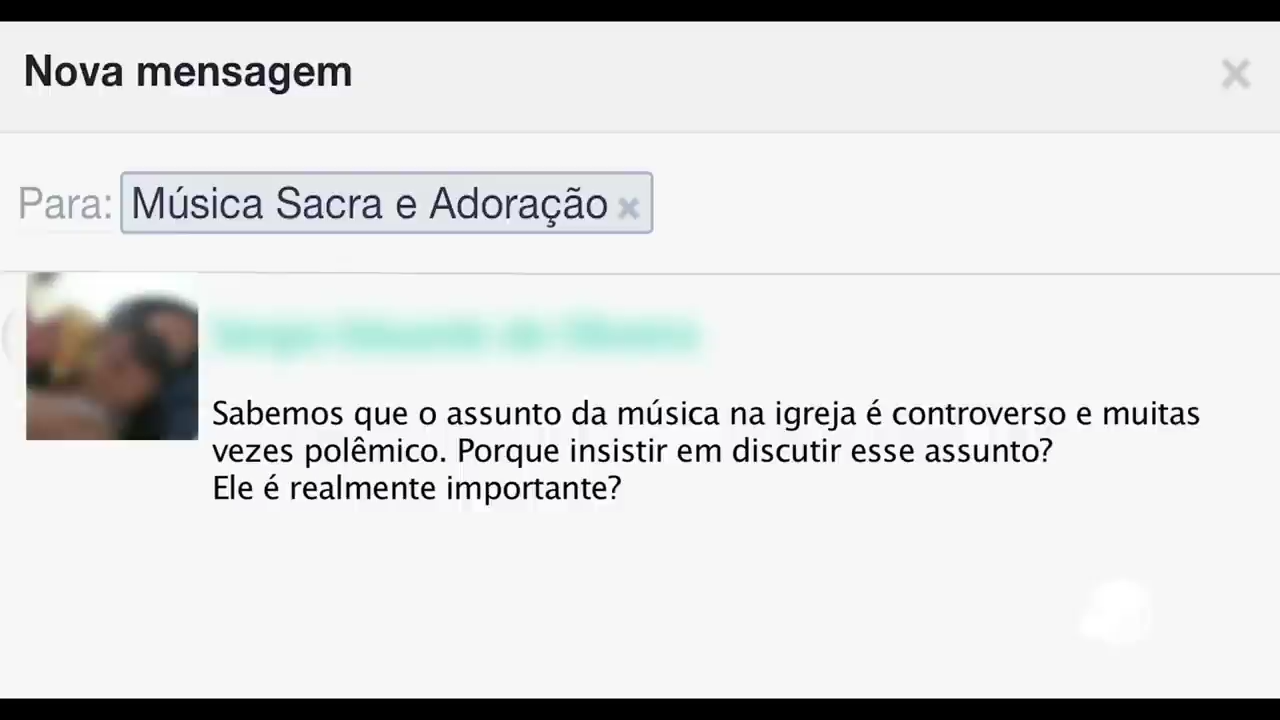 Nova mensagem
Para: Música Sacra e Adoração
Sabemos que o assunto da música na igreja é controverso e muitas
vezes polêmico. Porque insistir em discutir esse assunto?
Ele é realmente importante?